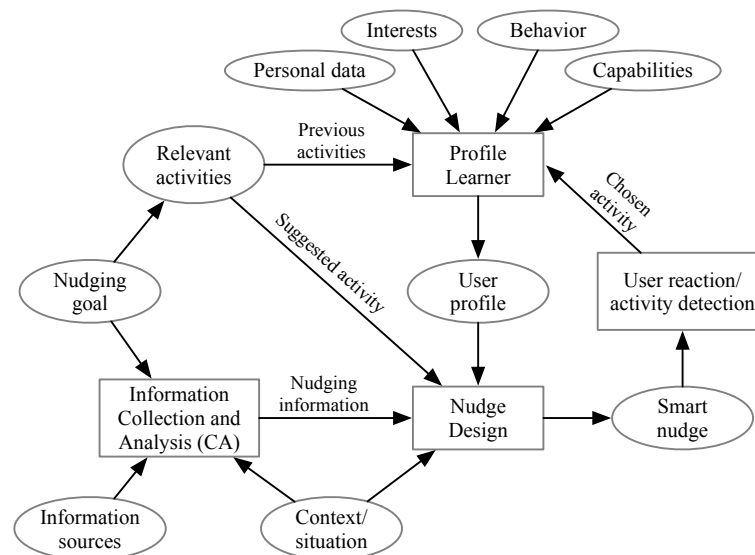 Interests
Behavior
Personal data
Capabilities
Previous
activities
Relevant
activities
Profile
Learner
Chosen
activity
Suggested activity
Nudging
goal
User
profile
User reaction/
activity detection
Information
Collection and
Analysis (CA)
Nudging
information
Nudge
Design
Smart
nudge
Information
sources
Context/
situation